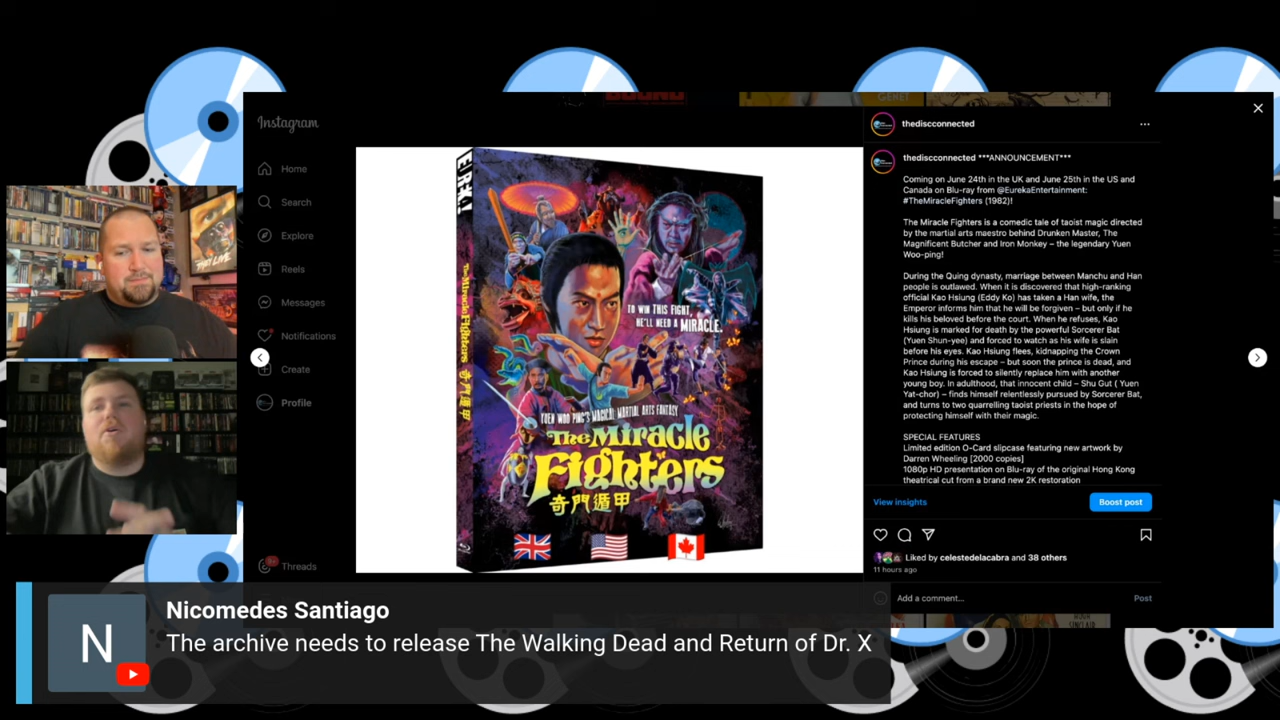 Instagram
Home
Search
Explore
Reels
Messages
Notifications
Create
Profile
Threads
THEY LIVE
EUREKA!
The Miracle Fighters 奇門遁甲
TO WIN THIS FIGHT,
HE'LL NEED A MIRACLE.
YUEN WOO PING'S MAGICAL MARTIAL ARTS FANTASY
The Miracle
Fighters
奇門遁甲
thediscconnected
thediscconnected ***ANNOUNCEMENT***
Coming on June 24th in the UK and June 25th in the US and
Canada on Blu-ray from @EurekaEntertainment:
#TheMiracleFighters (1982)!
The Miracle Fighters is a comedic tale of taoist magic directed
by the martial arts maestro behind Drunken Master, The
Magnificent Butcher and Iron Monkey – the legendary Yuen
Woo-ping!
During the Quing dynasty, marriage between Manchu and Han
people is outlawed. When it is discovered that high-ranking
official Kao Hsiung (Eddy Ko) has taken a Han wife, the
Emperor informs him that he will be forgiven – but only if he
kills his beloved before the court. When he refuses, Kao
Hsiung is marked for death by the powerful Sorcerer Bat
(Yuen Shun-yee) and forced to watch as his wife is slain
before his eyes. Kao Hsiung flees, kidnapping the Crown
Prince during his escape – but soon the prince is dead, and
Kao Hsiung is forced to silently replace him with another
young boy. In adulthood, that innocent child – Shu Gut ( Yuen
Yat-chor) – finds himself relentlessly pursued by Sorcerer Bat,
and turns to two quarrelling taoist priests in the hope of
protecting himself with their magic.
SPECIAL FEATURES
Limited edition O-Card slipcase featuring new artwork by
Darren Wheeling [2000 copies]
1080p HD presentation on Blu-ray of the original Hong Kong
theatrical cut from a brand new 2K restoration
View insights
Boost post
Liked by celestedelacabra and 38 others
11 hours ago
Add a comment...
Post
N
Nicomedes Santiago
The archive needs to release The Walking Dead and Return of Dr. X